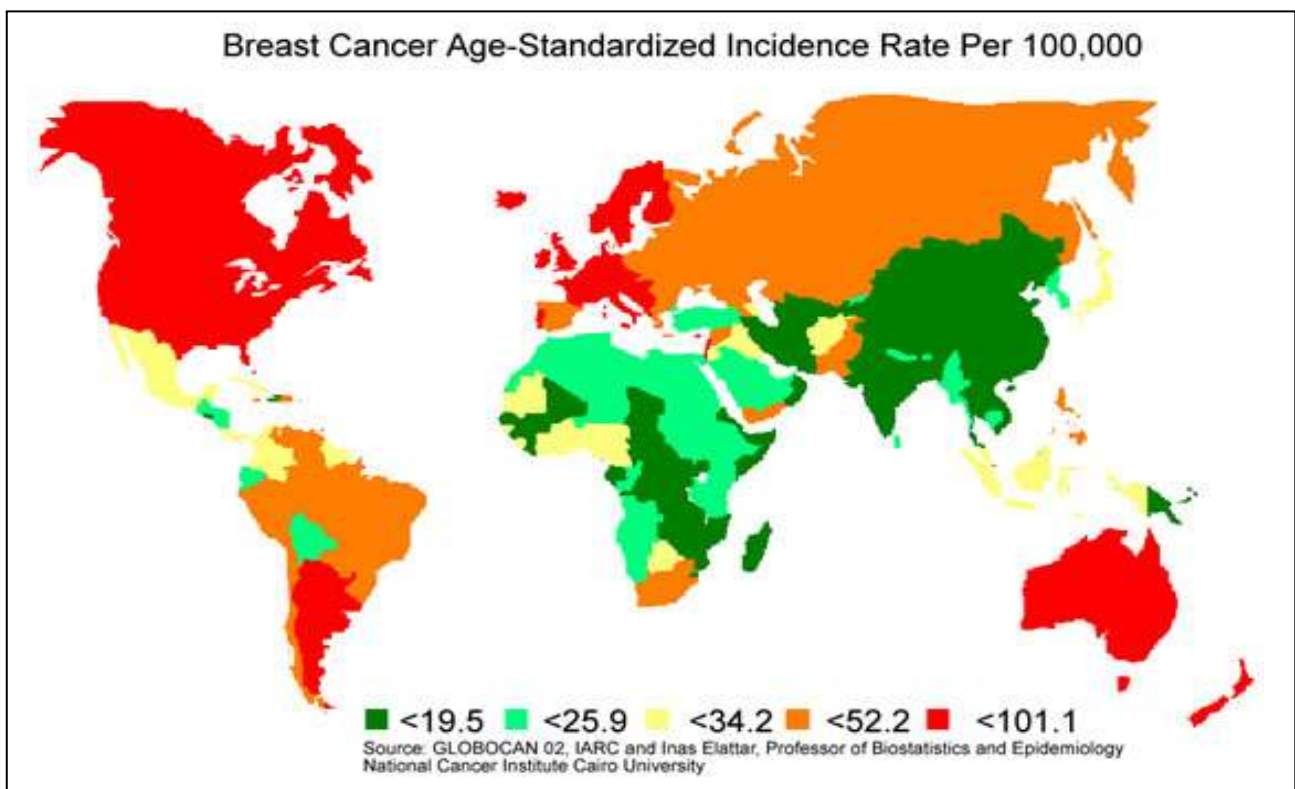 Breast Cancer Age-Standardized Incidence Rate Per 100,000
<19.5 <25.9 <34.2 <52.2 <101.1
Source: GLOBOCAN 02, IARC and Inas Elattar, Professor of Biostatistics and Epidemiology
National Cancer Institute Cairo University